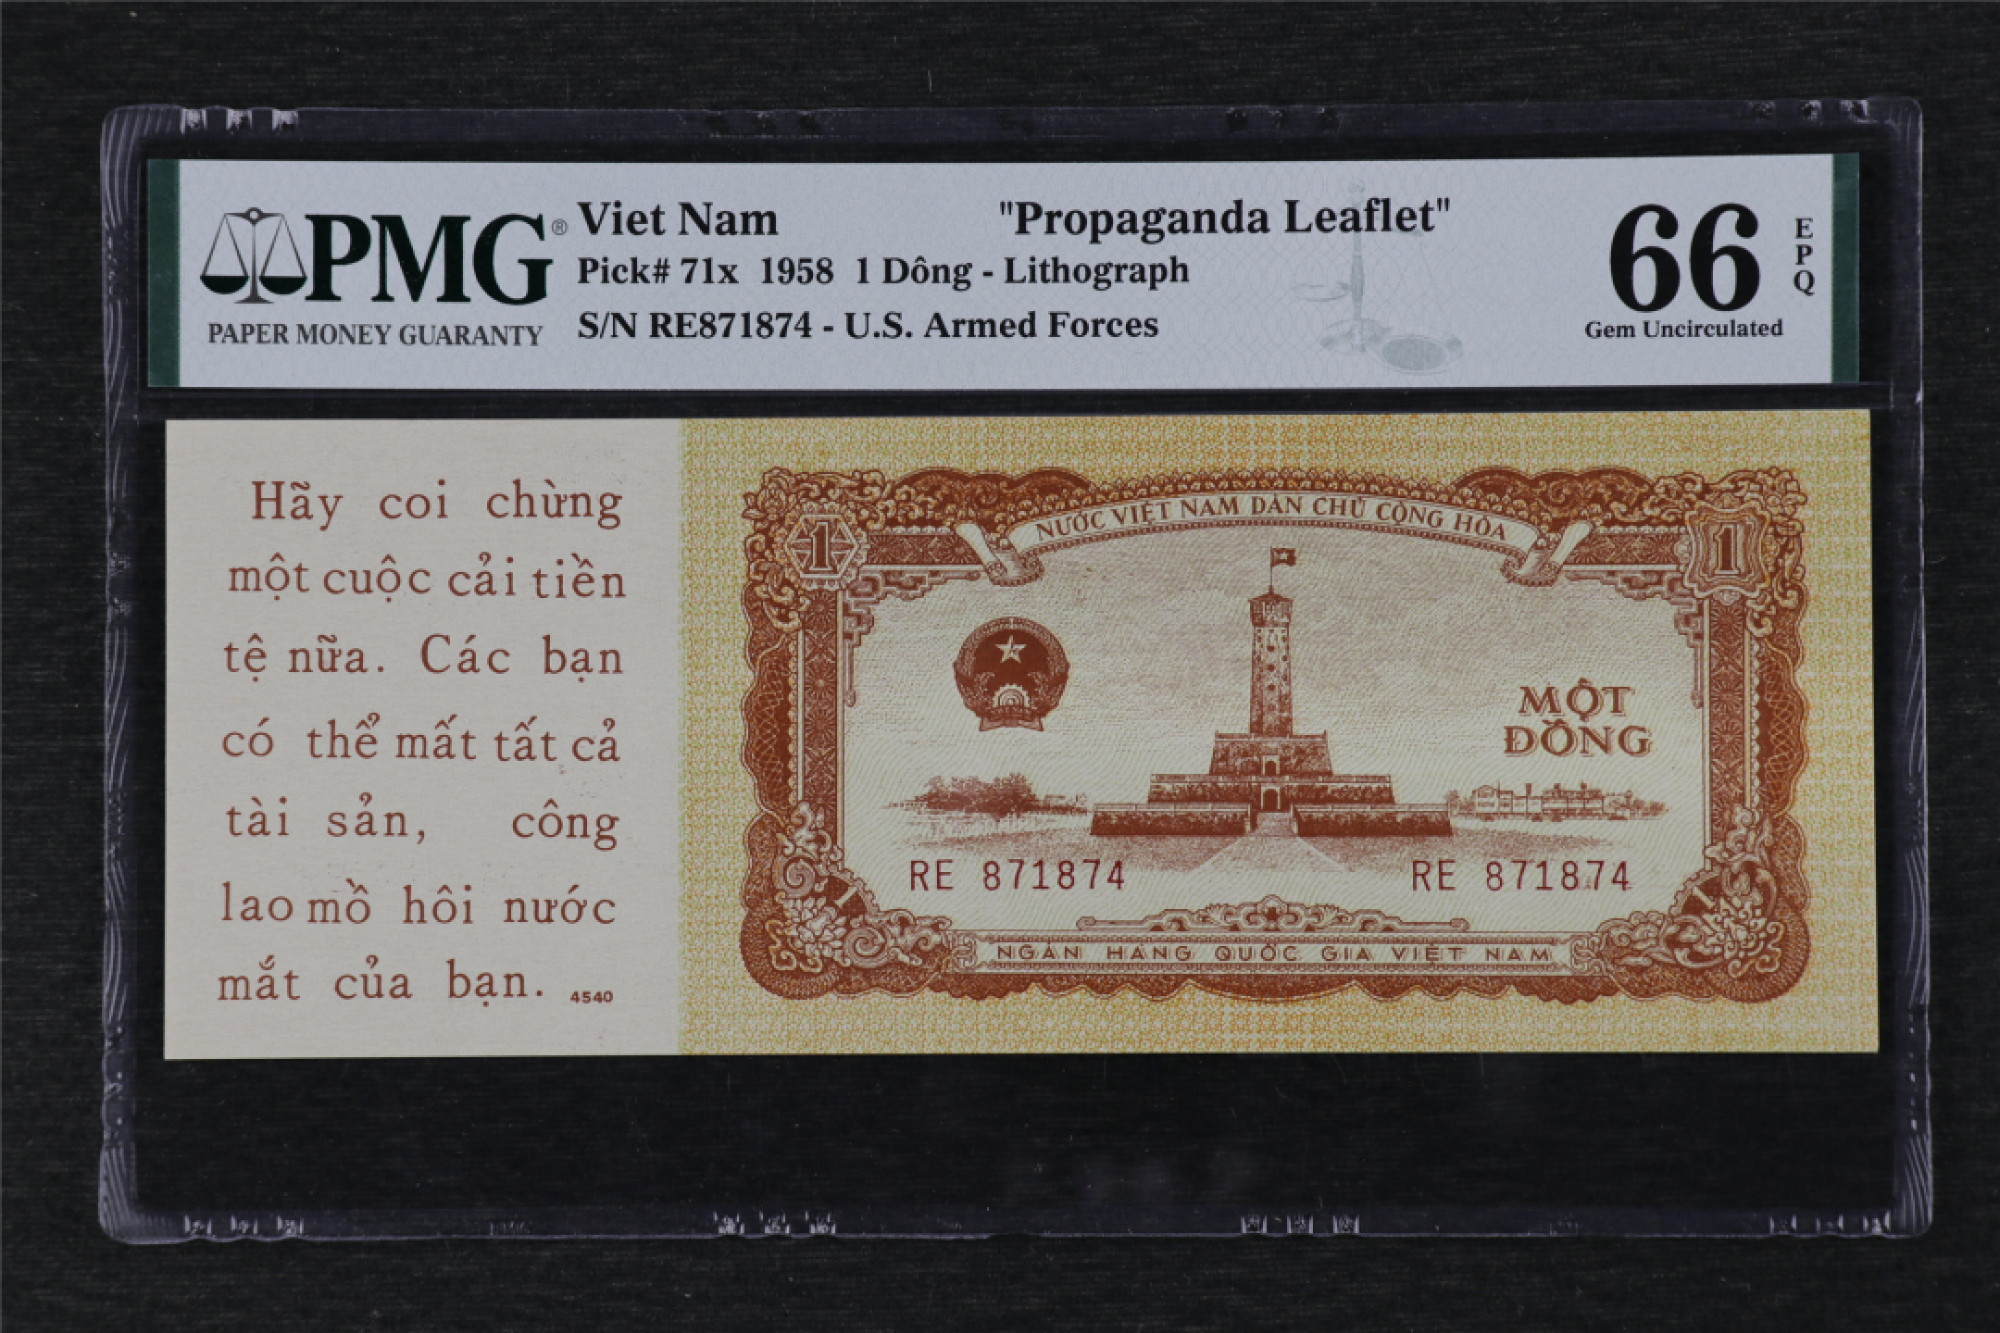 PMG®
PAPER MONEY GUARANTY
Viet Nam "Propaganda Leaflet"
Pick# 71x 1958 1 Dông - Lithograph
S/N RE871874 - U.S. Armed Forces
66
EPQ
Gem Uncirculated
Hãy coi chừng
một cuộc cải tiền
tệ nữa. Các bạn
có thể mất tất cả
tài sản, công
lao mồ hôi nước
mắt của bạn. 4540
NƯỚC VIỆT NAM DÂN CHỦ CỘNG HÒA
1 1
MỘT
ĐỒNG
RE 871874 RE 871874
1 1
NGÂN HÀNG QUỐC GIA VIỆT NAM